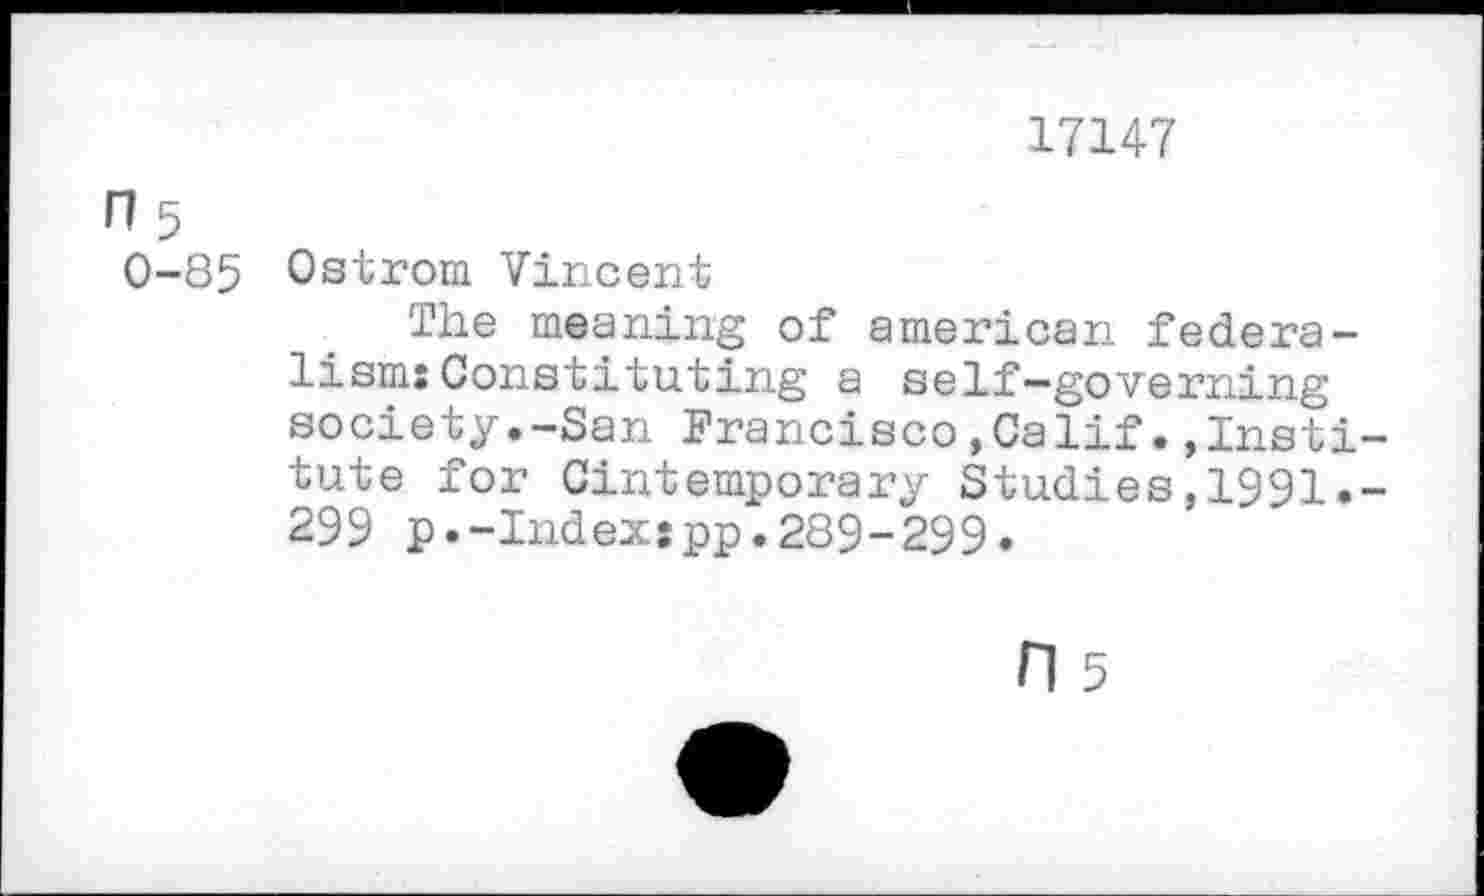 17147
П 5
0-85 Ostrom Vincent
The meaning of american federa-
lism:Constituting a self-governing
society.-San Francisco,Calif.,Insti-
tute for Cintemporary Studies,1991.-
299 p.-Index:pp.289-299.
П 5